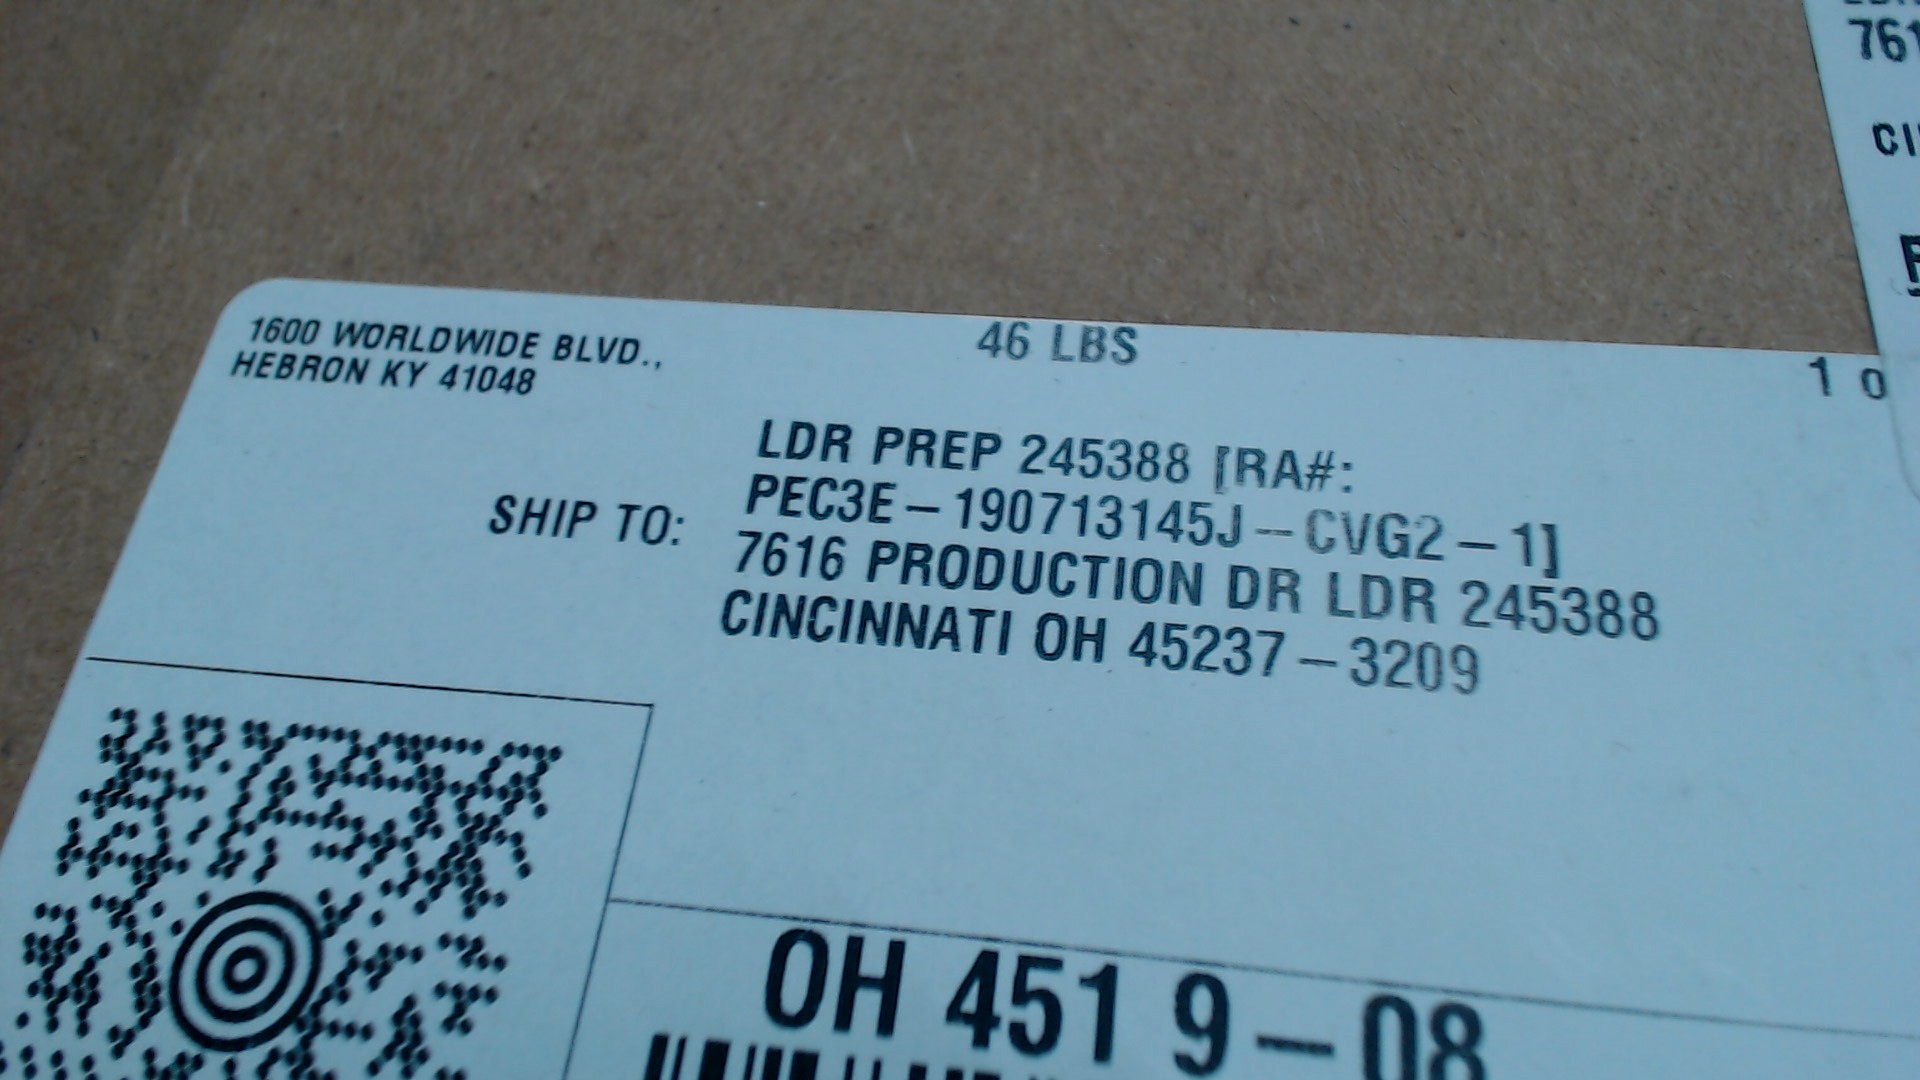 1600 WORLDWIDE BLVD.,
HEBRON KY 41048
46 LBS
1 O
SHIP TO:
LDR PREP 245388 [RA#:
PEC3E-190713145J-CVG2-1]
7616 PRODUCTION DR LDR 245388
CINCINNATI OH 45237-3209
OH 451 9-08
761
CI